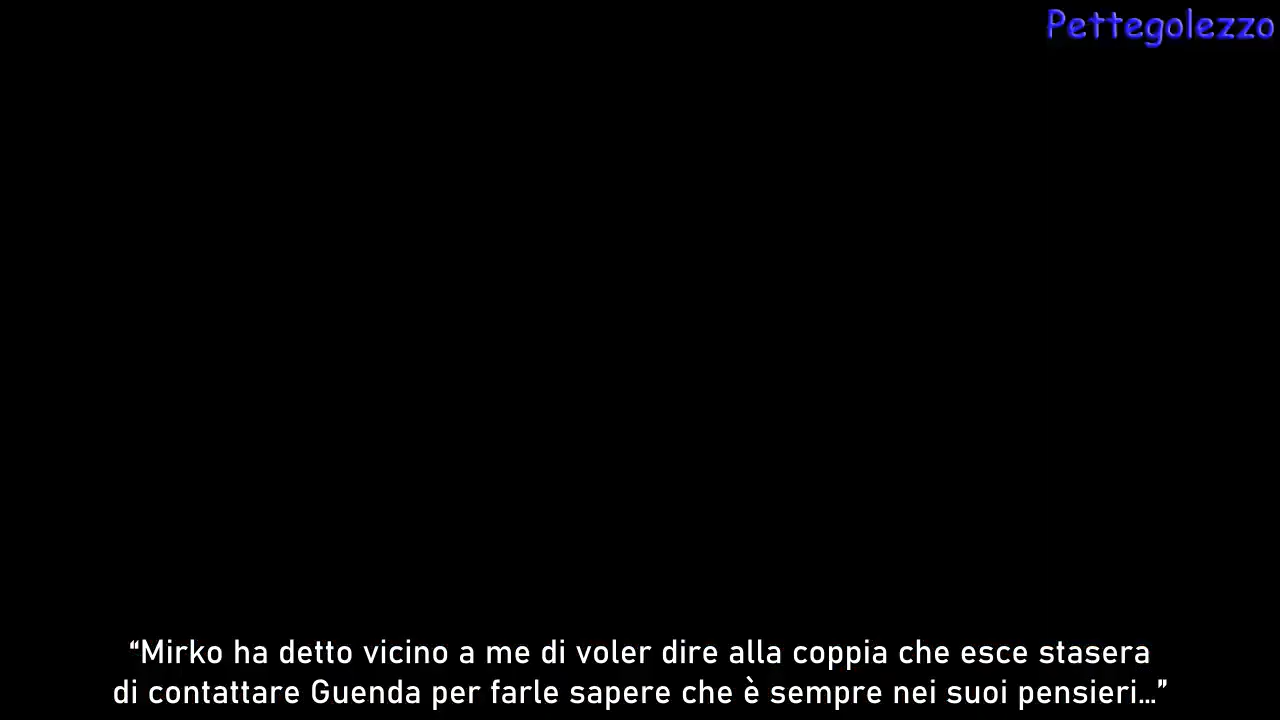 Pettegolezzo
“Mirko ha detto vicino a me di voler dire alla coppia che esce stasera
di contattare Guenda per farle sapere che è sempre nei suoi pensieri...”